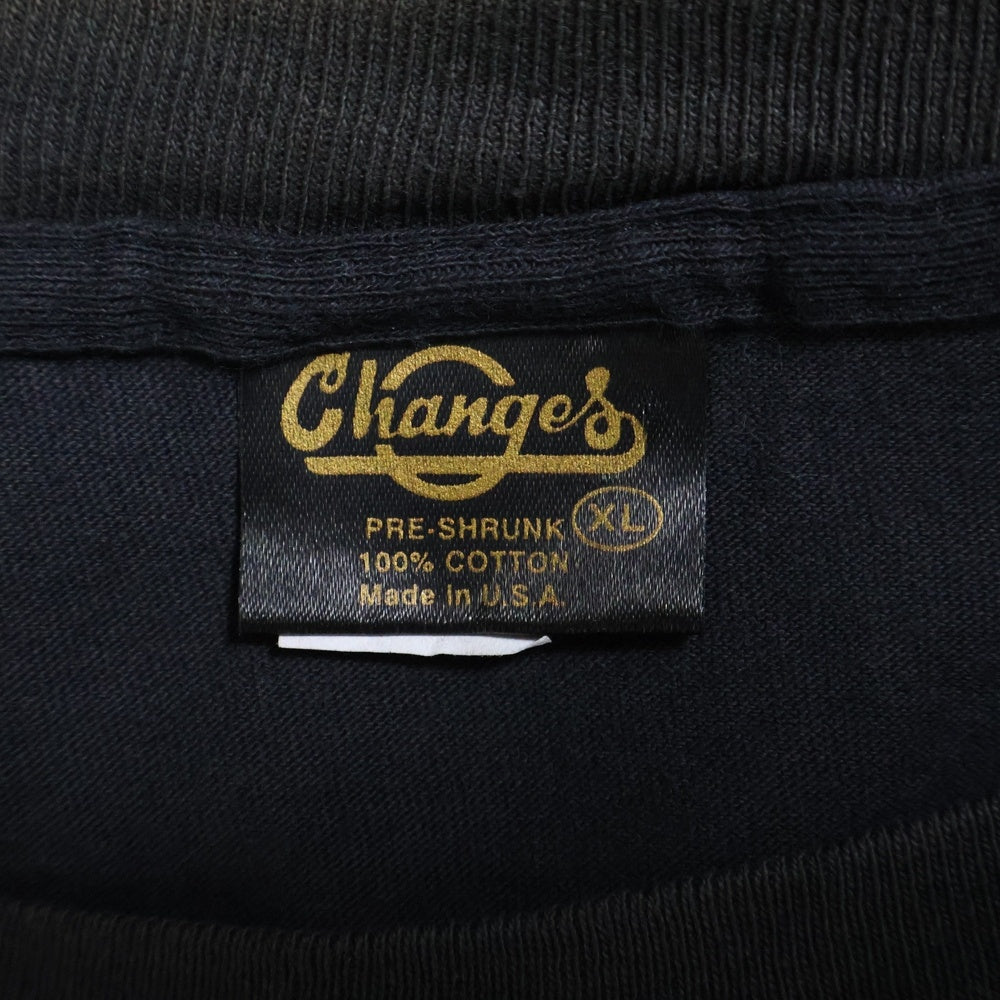 Changes
PRE-SHRUNK XL
100% COTTON
Made in U.S.A.